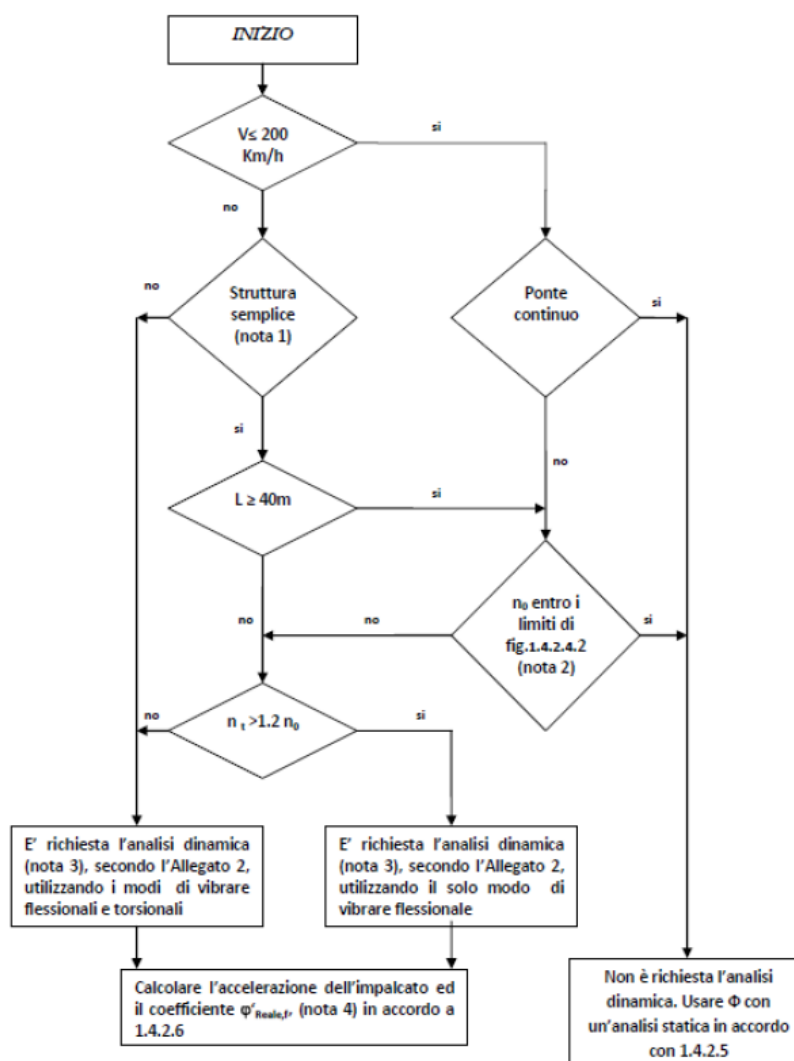 INIZIO
V≤ 200
Km/h
si
no
no
Struttura
semplice
(nota 1)
Ponte
continuo
si
si
no
L ≥ 40m
si
no
no
n₀ entro i
limiti di
fig.1.4.2.4.2
(nota 2)
si
no
n t >1.2 n₀
si
E' richiesta l'analisi dinamica
(nota 3), secondo l'Allegato 2,
utilizzando i modi di vibrare
flessionali e torsionali
E' richiesta l'analisi dinamica
(nota 3), secondo l'Allegato 2,
utilizzando il solo modo di
vibrare flessionale
Calcolare l'accelerazione dell'impalcato ed
il coefficiente φ'Reale,f, (nota 4) in accordo a
1.4.2.6
Non è richiesta l'analisi
dinamica. Usare Φ con
un'analisi statica in accordo
con 1.4.2.5